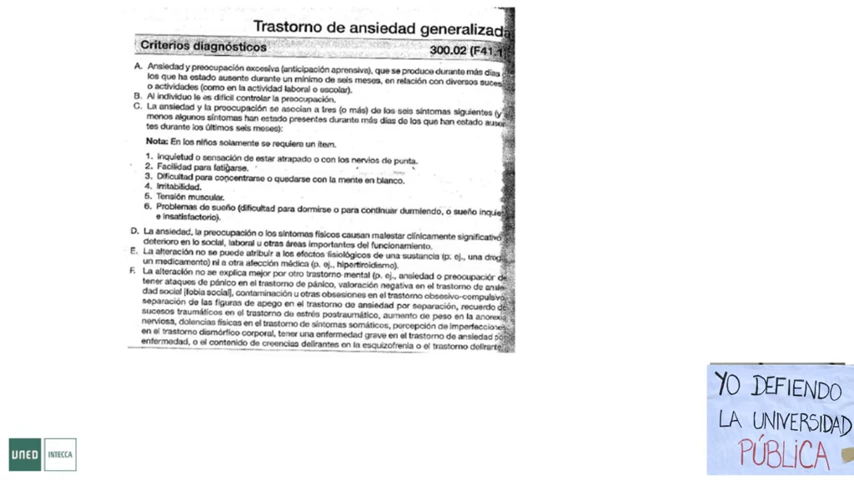 Trastorno de ansiedad generalizada
Criterios diagnósticos 300.02 (F41.1
A. Ansiedad y preocupación excesiva (anticipación aprensiva), que se produce durante más días
los que ha estado ausente durante un mínimo de seis meses, en relación con diversos suces
o actividades (como en la actividad laboral o escolar).
B. Al individuo le es difícil controlar la preocupación.
C. La ansiedad y la preocupación se asocian a tres (o más) de los seis síntomas siguientes (y
menos algunos síntomas han estado presentes durante más días de los que han estado ause
tes durante los últimos seis meses):
Nota: En los niños solamente se requiere un ítem.
1. Inquietud o sensación de estar atrapado o con los nervios de punta.
2. Facilidad para fatigarse.
3. Dificultad para concentrarse o quedarse con la mente en blanco.
4. Irritabilidad.
5. Tensión muscular.
6. Problemas de sueño (dificultad para dormirse o para continuar durmiendo, o sueño inquie
e insatisfactorio).
D. La ansiedad, la preocupación o los síntomas físicos causan malestar clínicamente significativo
deterioro en lo social, laboral u otras áreas importantes del funcionamiento.
E. La alteración no se puede atribuir a los efectos fisiológicos de una sustancia (p. ej., una drog
un medicamento) ni a otra afección médica (p. ej., hipertiroidismo).
F. La alteración no se explica mejor por otro trastorno mental (p. ej., ansiedad o preocupación de
tener ataques de pánico en el trastorno de pánico, valoración negativa en el trastorno de ansie
dad social [fobia social], contaminación u otras obsesiones en el trastorno obsesivo-compulsivo
separación de las figuras de apego en el trastorno de ansiedad por separación, recuerdo de
sucesos traumáticos en el trastorno de estrés postraumático, aumento de peso en la anorexia
nerviosa, dolencias físicas en el trastorno de síntomas somáticos, percepción de imperfecciones
en el trastorno dismórfico corporal, tener una enfermedad grave en el trastorno de ansiedad po
enfermedad, o el contenido de creencias delirantes en la esquizofrenia o el trastorno delirante
YO DEFIENDO
LA UNIVERSIDAD
PÚBLICA
UNED INTECCA